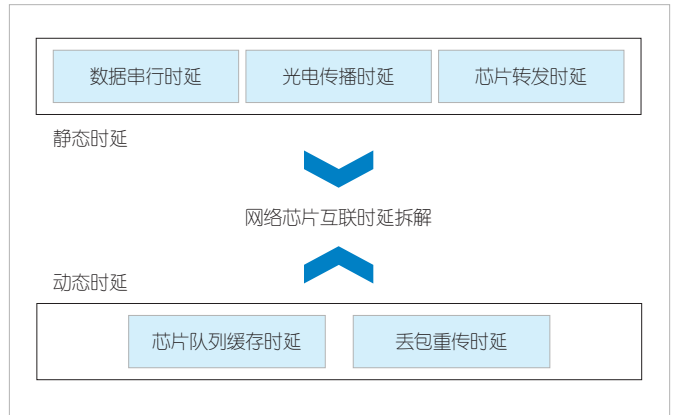 数据串行时延
光电传播时延
芯片转发时延
静态时延
网络芯片互联时延拆解
动态时延
芯片队列缓存时延
丢包重传时延